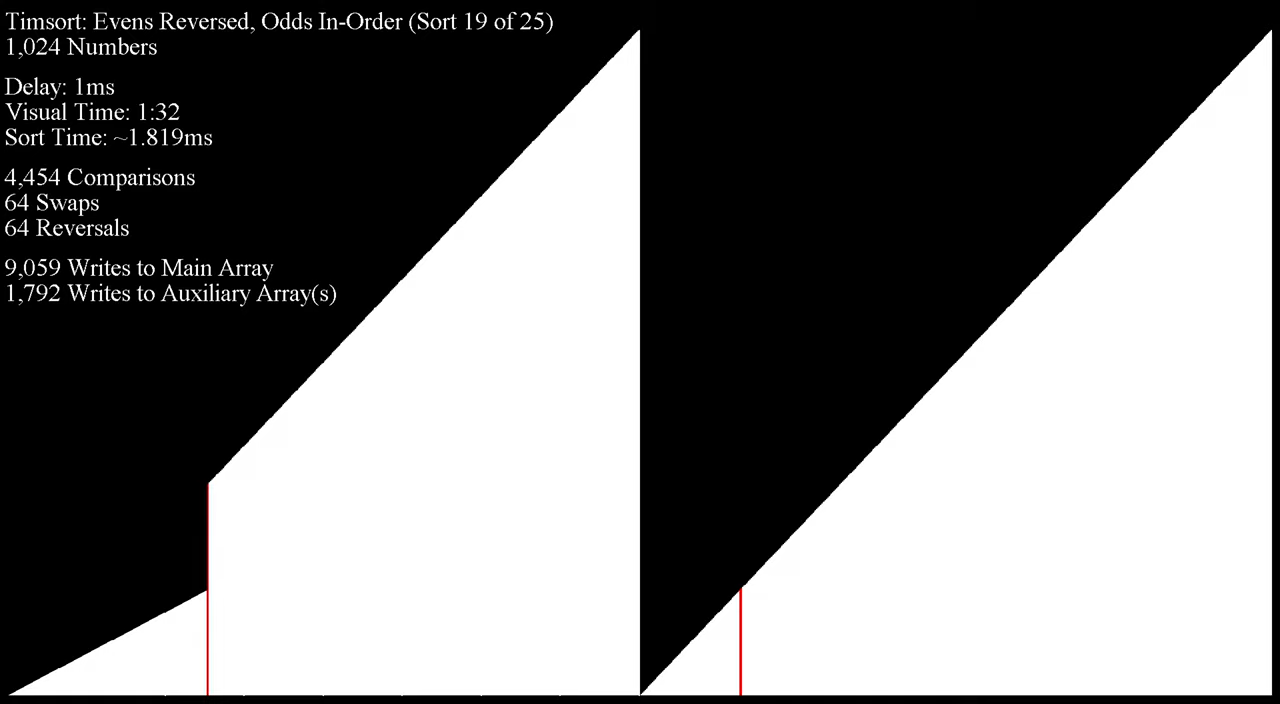 Timsort: Evens Reversed, Odds In-Order (Sort 19 of 25)
1,024 Numbers
Delay: 1ms
Visual Time: 1:32
Sort Time: ~1.819ms
4,454 Comparisons
64 Swaps
64 Reversals
9,059 Writes to Main Array
1,792 Writes to Auxiliary Array(s)